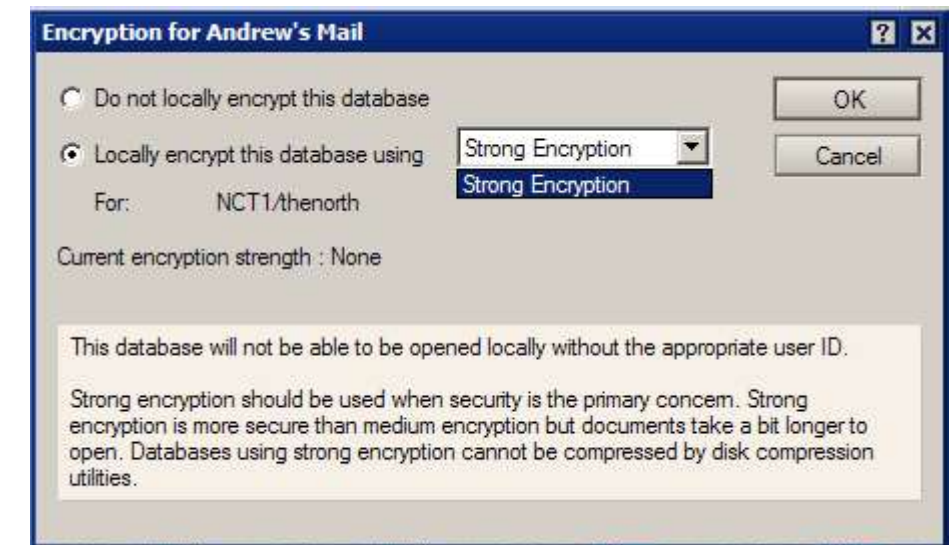 Encryption for Andrew's Mail
Do not locally encrypt this database
OK
Locally encrypt this database using
Strong Encryption
Cancel
Strong Encryption
For: NCT1/thenorth
Current encryption strength : None
This database will not be able to be opened locally without the appropriate user ID.
Strong encryption should be used when security is the primary concern. Strong
encryption is more secure than medium encryption but documents take a bit longer to
open. Databases using strong encryption cannot be compressed by disk compression
utilities.